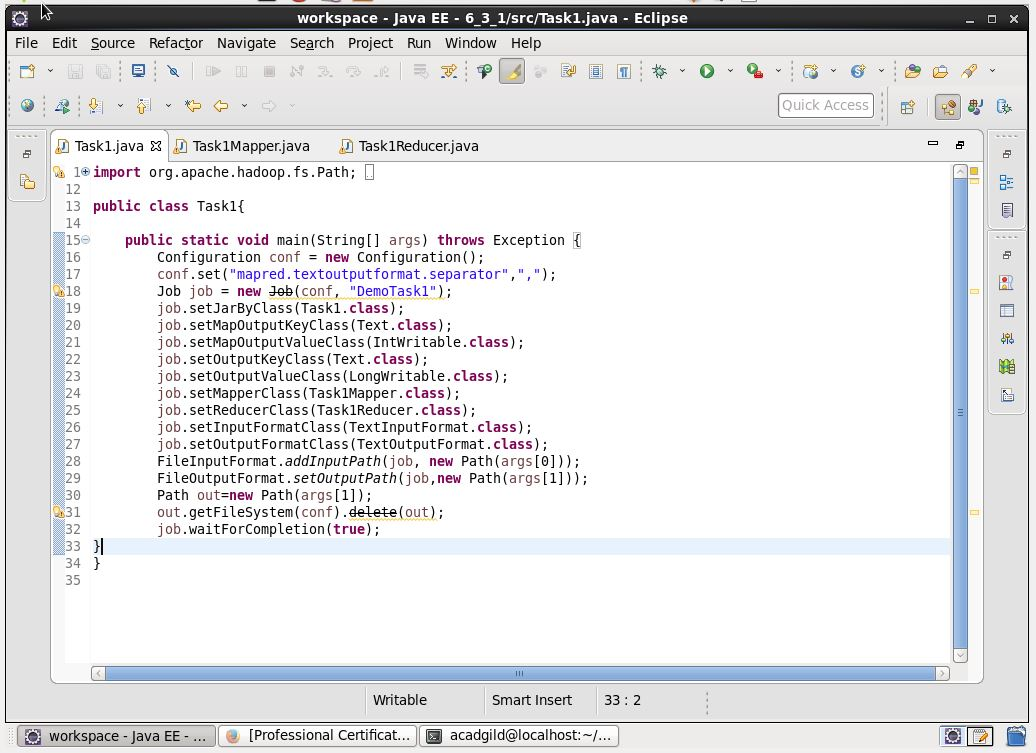 workspace - Java EE - 6_3_1/src/Task1.java - Eclipse
File Edit Source Refactor Navigate Search Project Run Window Help
Quick Access
Task1.java Task1Mapper.java Task1Reducer.java
1 import org.apache.hadoop.fs.Path;
12
13 public class Task1{
14
15 public static void main(String[] args) throws Exception {
16 Configuration conf = new Configuration();
17 conf.set("mapred.textoutputformat.separator",",");
18 Job job = new Job(conf, "DemoTask1");
19 job.setJarByClass(Task1.class);
20 job.setMapOutputKeyClass(Text.class);
21 job.setMapOutputValueClass(IntWritable.class);
22 job.setOutputKeyClass(Text.class);
23 job.setOutputValueClass(LongWritable.class);
24 job.setMapperClass(Task1Mapper.class);
25 job.setReducerClass(Task1Reducer.class);
26 job.setInputFormatClass(TextInputFormat.class);
27 job.setOutputFormatClass(TextOutputFormat.class);
28 FileInputFormat.addInputPath(job, new Path(args[0]));
29 FileOutputFormat.setOutputPath(job,new Path(args[1]));
30 Path out=new Path(args[1]);
31 out.getFileSystem(conf).delete(out);
32 job.waitForCompletion(true);
33 }
34 }
35
Writable Smart Insert 33 : 2
workspace - Java EE - ... [Professional Certificat... acadgild@localhost:~/...